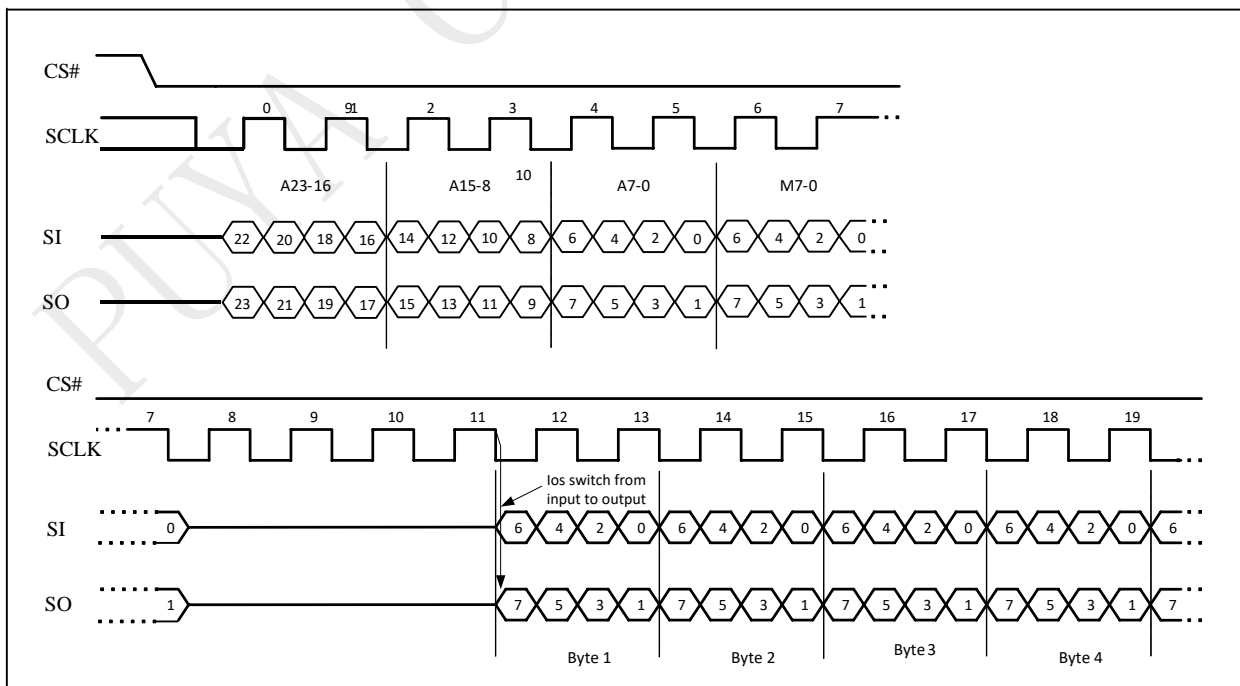 PUYA
CS#
0 91 2 3 4 5 6 7
SCLK
A23-16 A15-8 10 A7-0 M7-0
SI 22 20 18 16 14 12 10 8 6 4 2 0 6 4 2 0
SO 23 21 19 17 15 13 11 9 7 5 3 1 7 5 3 1
CS#
7 8 9 10 11 12 13 14 15 16 17 18 19
SCLK
Ios switch from
input to output
SI 0 6 4 2 0 6 4 2 0 6 4 2 0 6 4 2 0 6
SO 1 7 5 3 1 7 5 3 1 7 5 3 1 7 5 3 1 7
Byte 1 Byte 2 Byte 3 Byte 4